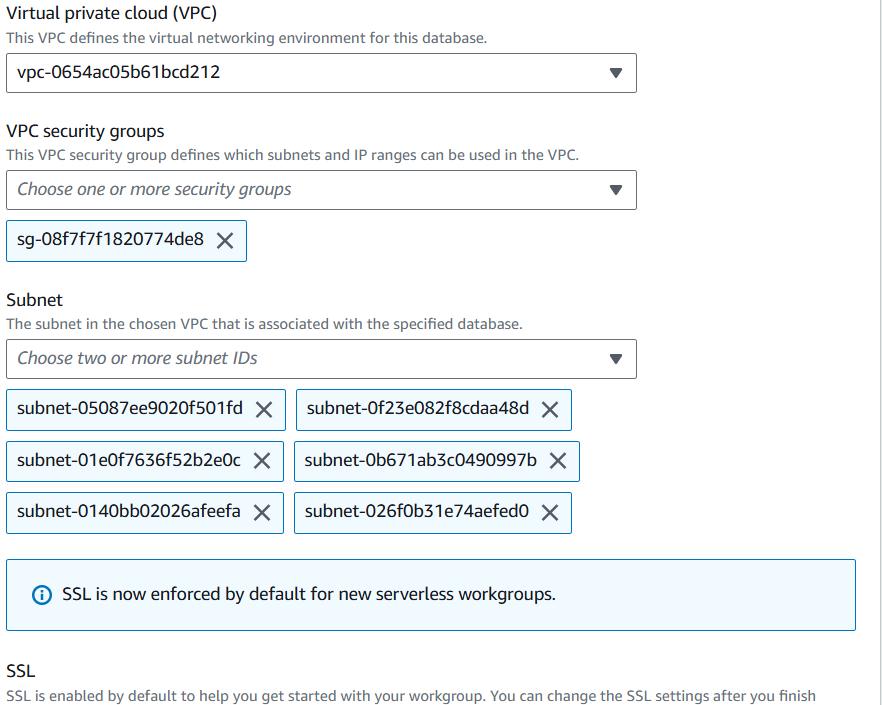 Virtual private cloud (VPC)
This VPC defines the virtual networking environment for this database.
vpc-0654ac05b61bcd212
VPC security groups
This VPC security group defines which subnets and IP ranges can be used in the VPC.
Choose one or more security groups
sg-08f7f7f1820774de8
Subnet
The subnet in the chosen VPC that is associated with the specified database.
Choose two or more subnet IDs
subnet-05087ee9020f501fd subnet-0f23e082f8cdaa48d
subnet-01e0f7636f52b2e0c subnet-0b671ab3c0490997b
subnet-0140bb02026afeefa subnet-026f0b31e74aefed0
SSL is now enforced by default for new serverless workgroups.
SSL
SSL is enabled by default to help you get started with your workgroup. You can change the SSL settings after you finish